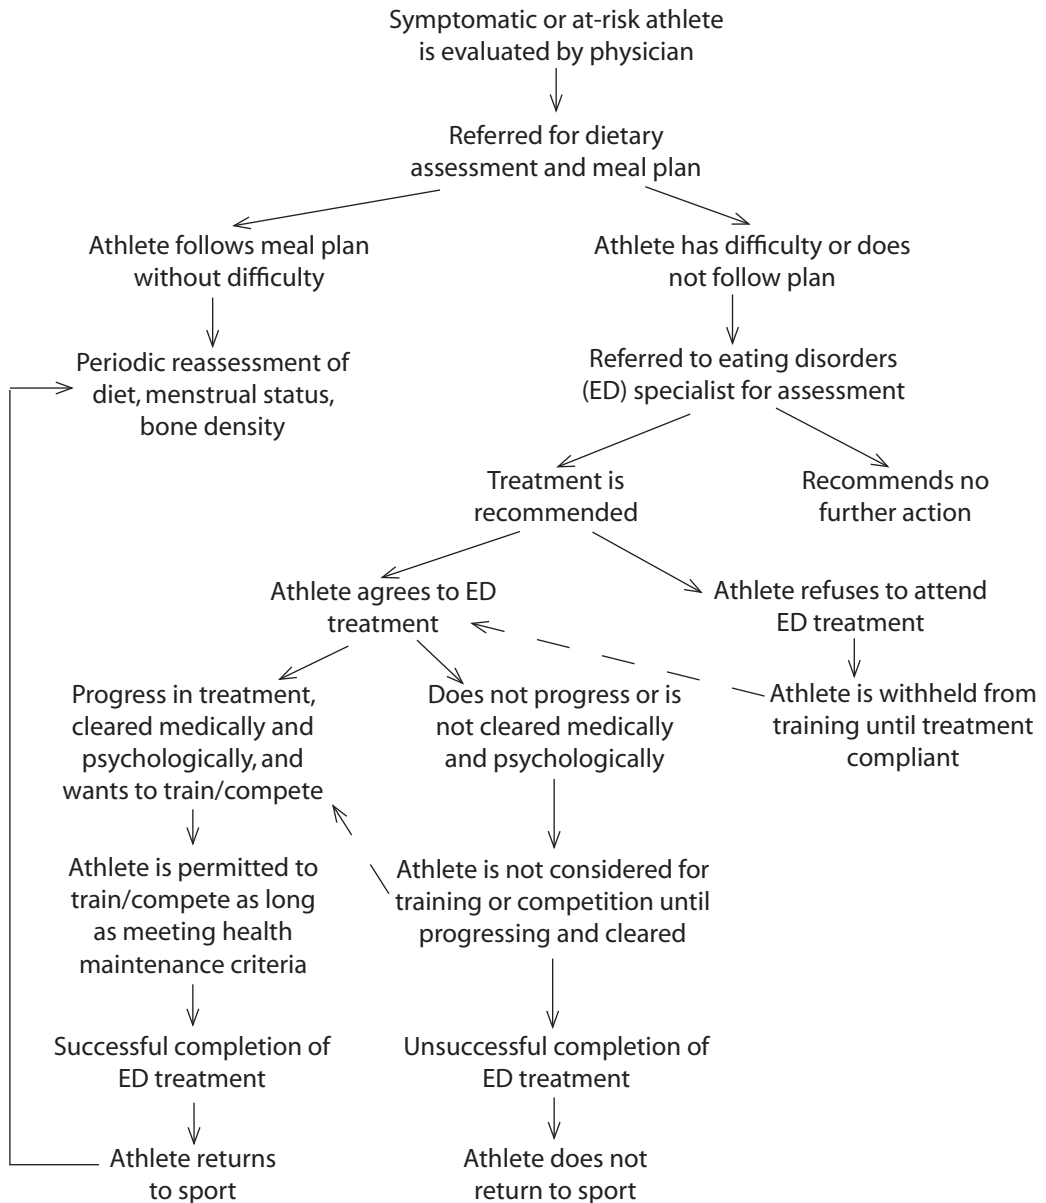 Symptomatic or at-risk athlete
is evaluated by physician
Referred for dietary
assessment and meal plan
Athlete follows meal plan
without difficulty
Athlete has difficulty or does
not follow plan
Periodic reassessment of
diet, menstrual status,
bone density
Referred to eating disorders
(ED) specialist for assessment
Treatment is
recommended
Recommends no
further action
Athlete agrees to ED
treatment
Athlete refuses to attend
ED treatment
Progress in treatment,
cleared medically and
psychologically, and
wants to train/compete
Does not progress or is
not cleared medically
and psychologically
Athlete is withheld from
training until treatment
compliant
Athlete is permitted to
train/compete as long
as meeting health
maintenance criteria
Athlete is not considered for
training or competition until
progressing and cleared
Successful completion of
ED treatment
Unsuccessful completion of
ED treatment
Athlete returns
to sport
Athlete does not
return to sport